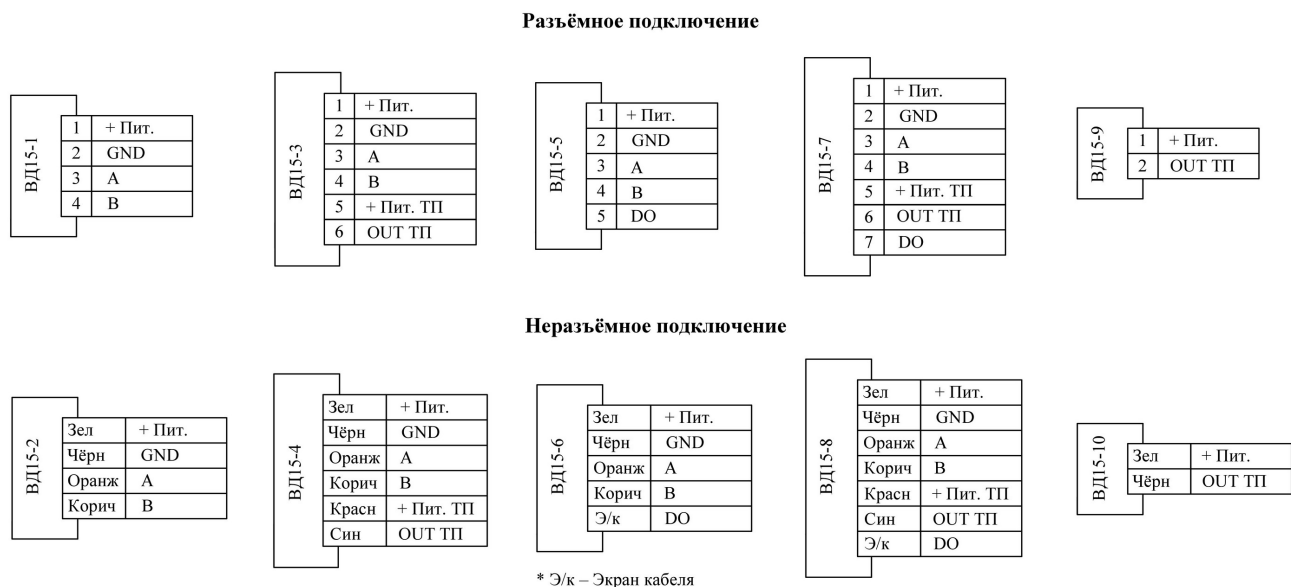 Разъёмное подключение
ВД15-1
1 + Пит.
2 GND
3 A
4 B
ВД15-3
1 + Пит.
2 GND
3 A
4 B
5 + Пит. ТП
6 OUT ТП
ВД15-5
1 + Пит.
2 GND
3 A
4 B
5 DO
ВД15-7
1 + Пит.
2 GND
3 A
4 B
5 + Пит. ТП
6 OUT ТП
7 DO
ВД15-9
1 + Пит.
2 OUT ТП
Неразъёмное подключение
ВД15-2
Зел + Пит.
Чёрн GND
Оранж A
Корич B
ВД15-4
Зел + Пит.
Чёрн GND
Оранж A
Корич B
Красн + Пит. ТП
Син OUT ТП
ВД15-6
Зел + Пит.
Чёрн GND
Оранж A
Корич B
Э/к DO
ВД15-8
Зел + Пит.
Чёрн GND
Оранж A
Корич B
Красн + Пит. ТП
Син OUT ТП
Э/к DO
ВД15-10
Зел + Пит.
Чёрн OUT ТП
* Э/к – Экран кабеля